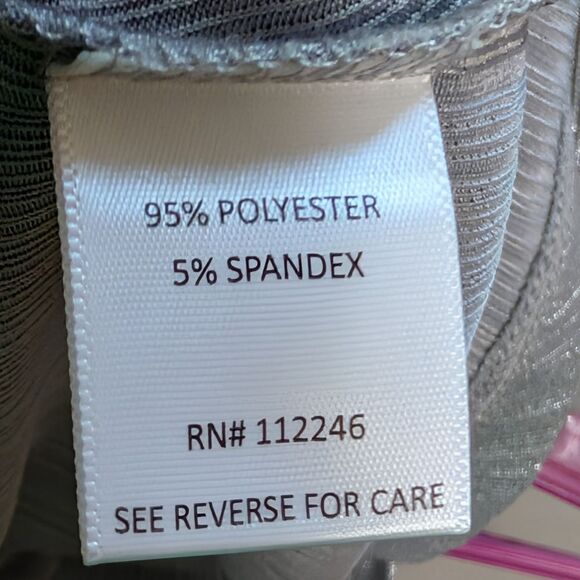 95% POLYESTER
5% SPANDEX
RN# 112246
SEE REVERSE FOR CARE